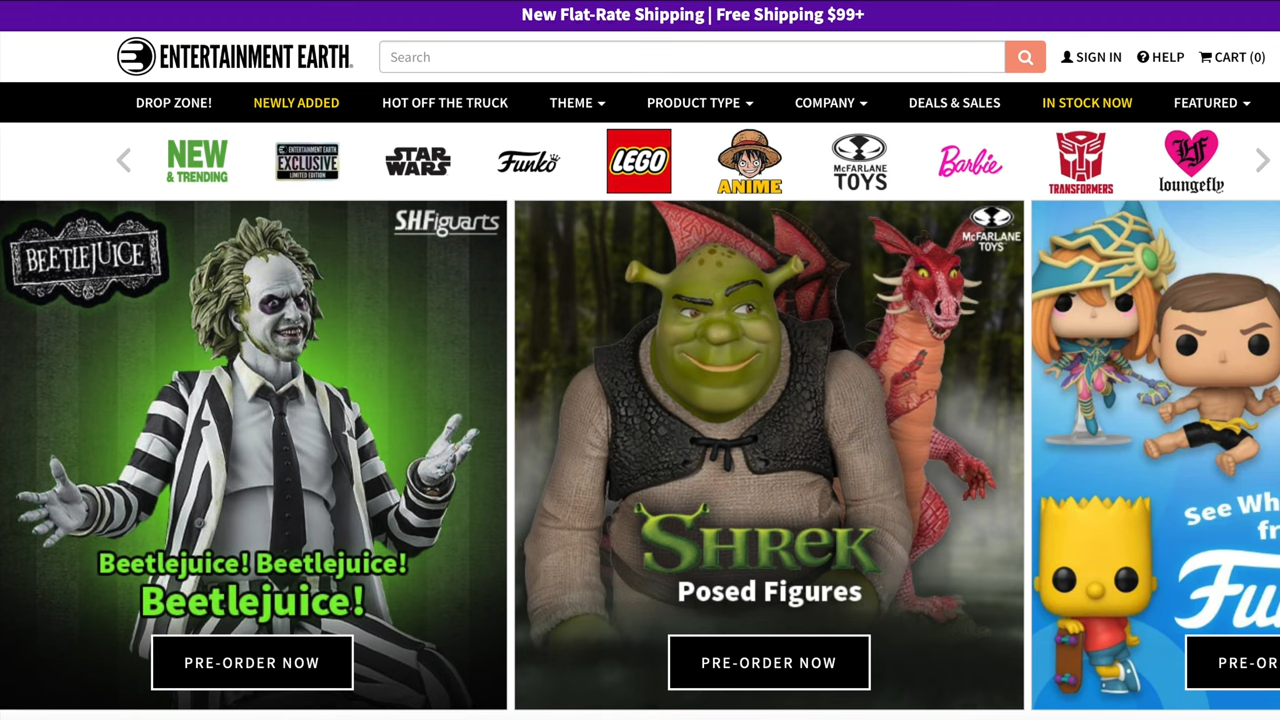 New Flat-Rate Shipping | Free Shipping $99+
ENTERTAINMENT EARTH
Search
SIGN IN
HELP
CART (0)
DROP ZONE!
NEWLY ADDED
HOT OFF THE TRUCK
THEME
PRODUCT TYPE
COMPANY
DEALS & SALES
IN STOCK NOW
FEATURED
NEW
& TRENDING
ENTERTAINMENT EARTH
EXCLUSIVE
LIMITED EDITION
STAR
WARS
Funko
LEGO
ANIME
McFARLANE
TOYS
Barbie
TRANSFORMERS
LF
loungefly
BEETLEJUICE
S.H.Figuarts
Beetlejuice! Beetlejuice!
Beetlejuice!
PRE-ORDER NOW
McFARLANE
TOYS
SHREK
Posed Figures
PRE-ORDER NOW
See Wh
fr
Fu
PRE-OR